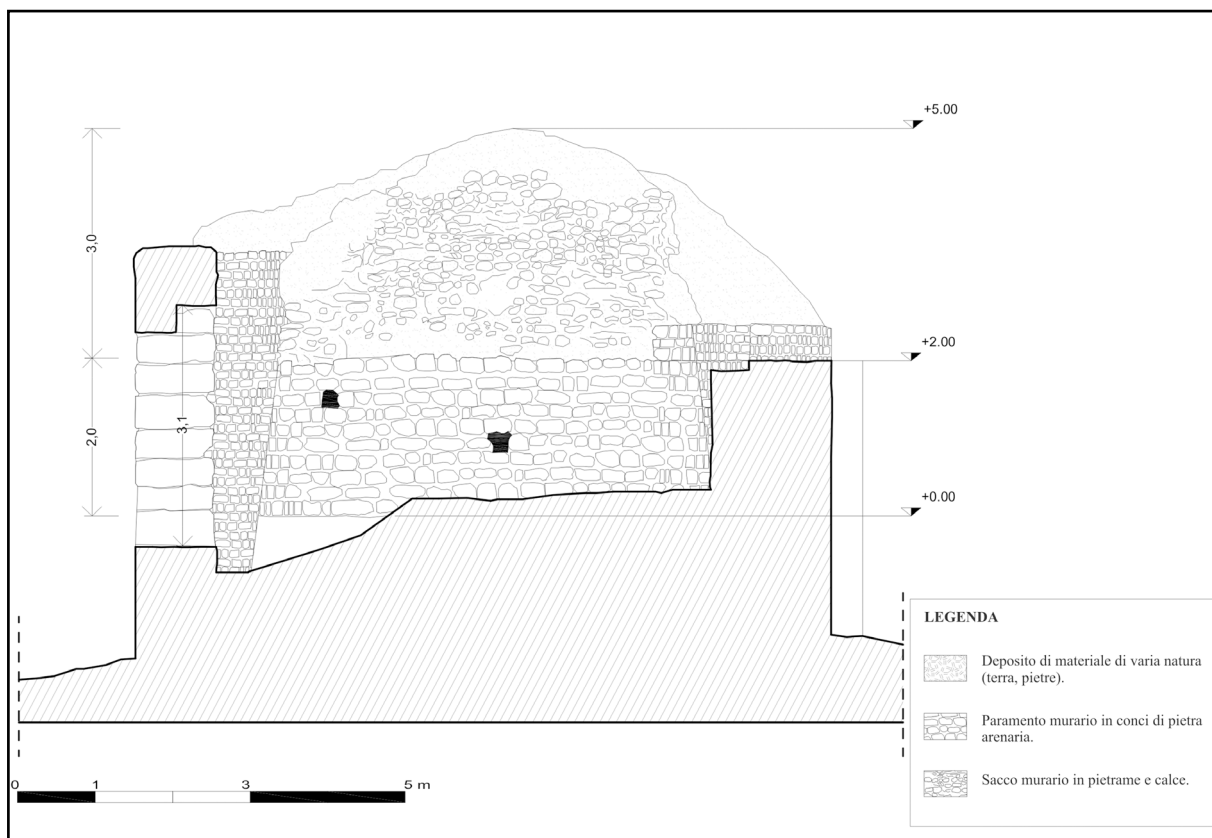 +5.00
3,0
+2.00
2,0
3,1
+0.00
LEGENDA
Deposito di materiale di varia natura
(terra, pietre).
Paramento murario in conci di pietra
arenaria.
Sacco murario in pietrame e calce.
0 1 3 5 m